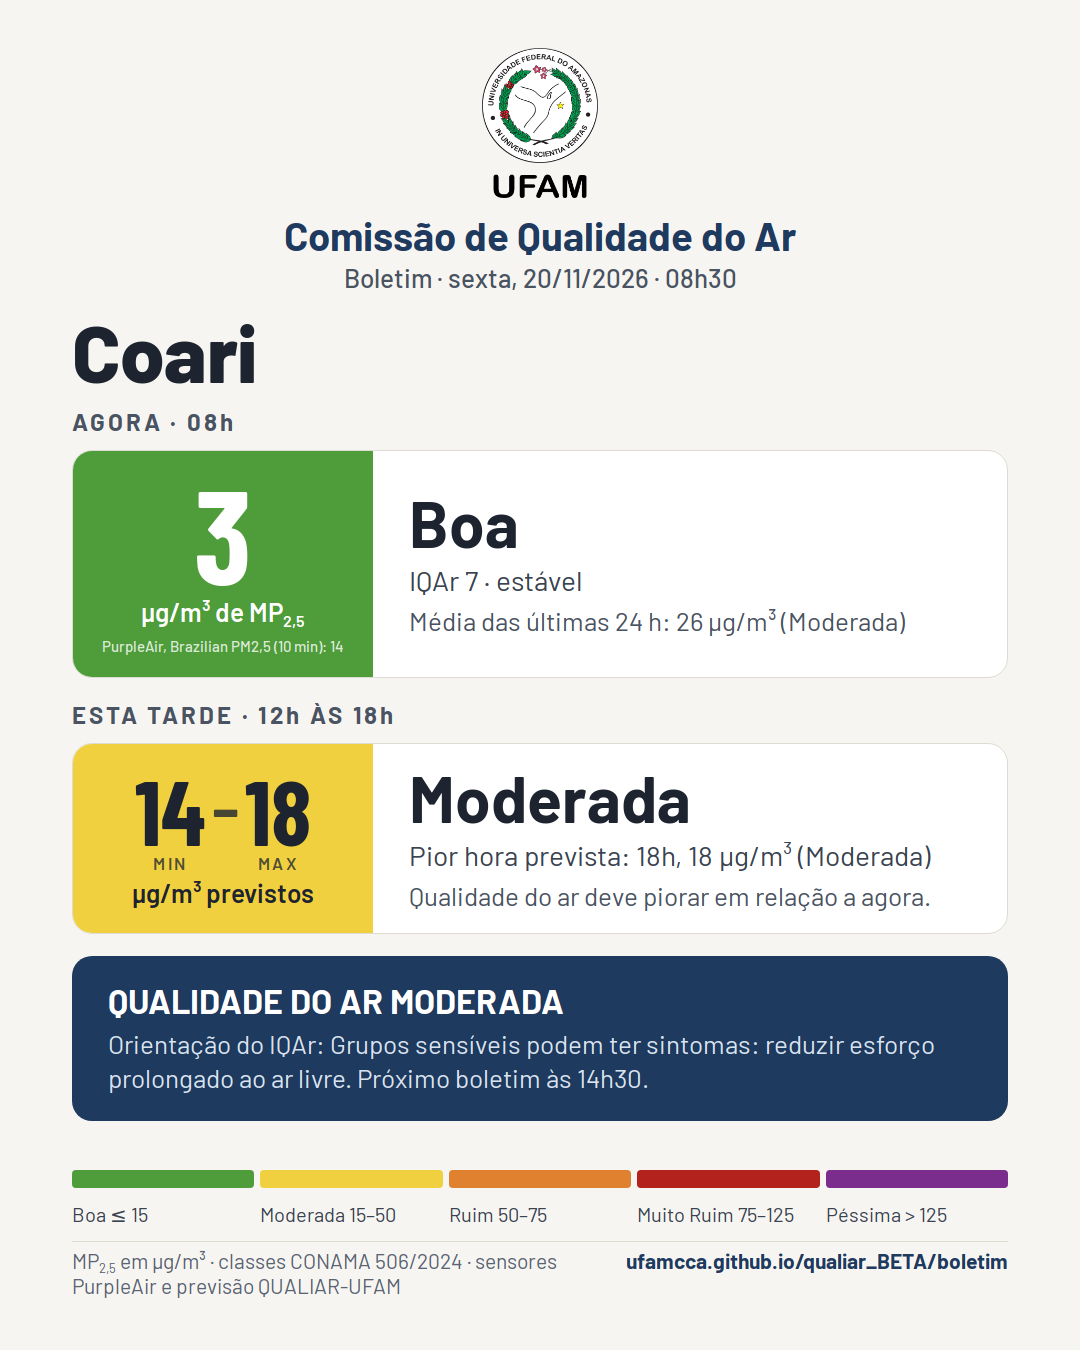 UNIVERSIDADE FEDERAL DO AMAZONAS
IN UNIVERSA SCIENTIA VERITAS
UFAM
Comissão de Qualidade do Ar
Boletim · sexta, 20/11/2026 · 08h30
Coari
AGORA · 08h
3
µg/m³ de MP2,5
PurpleAir, Brazilian PM2,5 (10 min): 14
Boa
IQAr 7 · estável
Média das últimas 24 h: 26 µg/m³ (Moderada)
ESTA TARDE · 12h ÀS 18h
14–18
MIN MAX
µg/m³ previstos
Moderada
Pior hora prevista: 18h, 18 µg/m³ (Moderada)
Qualidade do ar deve piorar em relação a agora.
QUALIDADE DO AR MODERADA
Orientação do IQAr: Grupos sensíveis podem ter sintomas: reduzir esforço
prolongado ao ar livre. Próximo boletim às 14h30.
Boa ≤ 15 Moderada 15–50 Ruim 50–75 Muito Ruim 75–125 Péssima > 125
MP2,5 em µg/m³ · classes CONAMA 506/2024 · sensores
PurpleAir e previsão QUALIAR-UFAM
ufamcca.github.io/qualiar_BETA/boletim